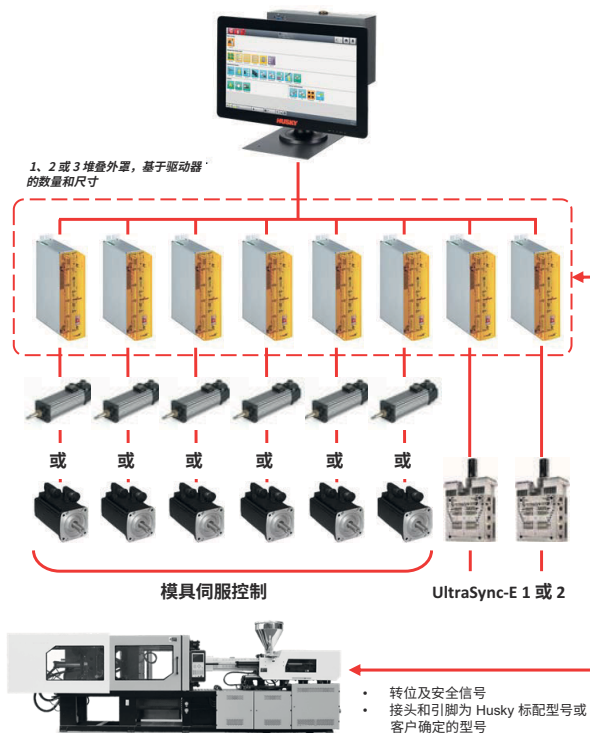 HUSKY
1、2 或 3 堆叠外罩，基于驱动器
的数量和尺寸
或 或 或 或 或 或
模具伺服控制
UltraSync-E 1 或 2
• 转位及安全信号
• 接头和引脚为 Husky 标配型号或
客户确定的型号